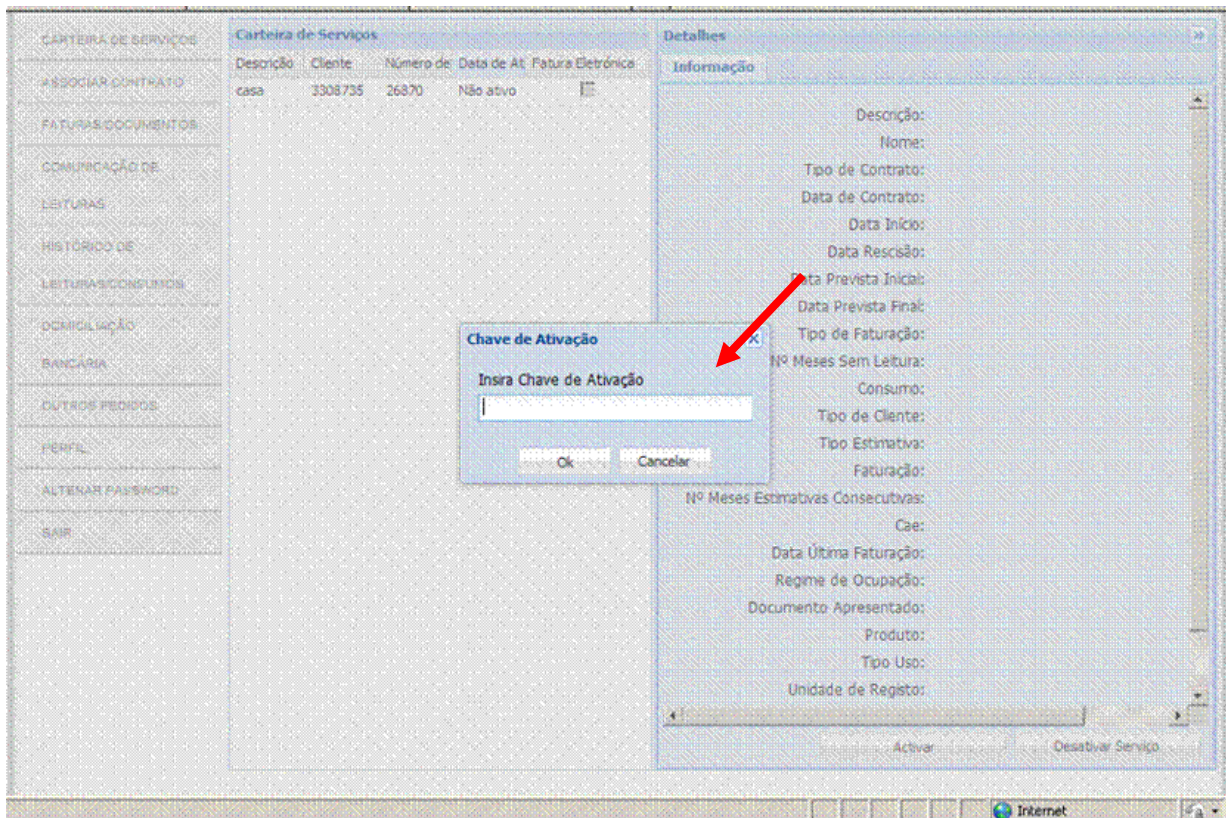 CARTEIRA DE SERVIÇOS
ASSOCIAR CONTRATO
FATURAS/DOCUMENTOS
COMUNICAÇÃO DE
LEITURAS
HISTÓRICO DE
LEITURAS/CONSUMOS
DOMICILIAÇÃO
BANCÁRIA
OUTROS PEDIDOS
PERFIL
ALTERAR PASSWORD
SAIR
Carteira de Serviços
Descrição Cliente Número de Data de At Fatura Eletrónica
casa 3308735 26870 Não ativo
Chave de Ativação
Insira Chave de Ativação
Ok Cancelar
Detalhes
Informação
Descrição:
Nome:
Tipo de Contrato:
Data de Contrato:
Data Início:
Data Rescisão:
Data Prevista Inicial:
Data Prevista Final:
Tipo de Faturação:
Nº Meses Sem Leitura:
Consumo:
Tipo de Cliente:
Tipo Estimativa:
Faturação:
Nº Meses Estimativas Consecutivas:
Cae:
Data Última Faturação:
Regime de Ocupação:
Documento Apresentado:
Produto:
Tipo Uso:
Unidade de Registo:
Activar Desativar Serviço
Internet